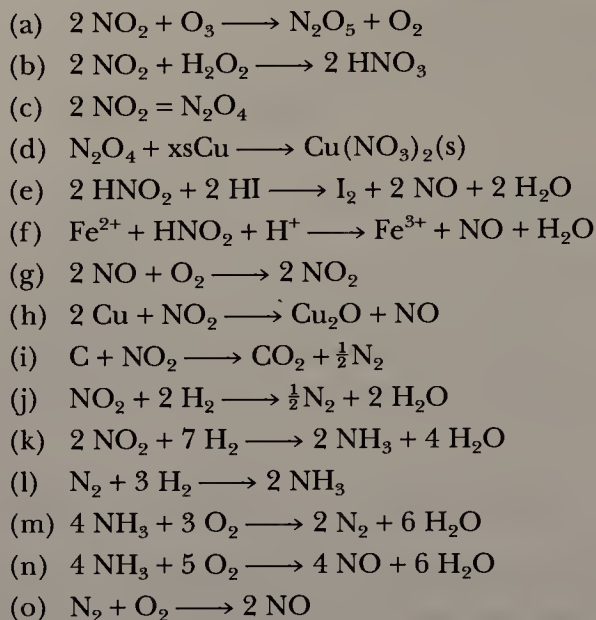 (a) 2 NO₂ + O₃ ⟶ N₂O₅ + O₂
(b) 2 NO₂ + H₂O₂ ⟶ 2 HNO₃
(c) 2 NO₂ = N₂O₄
(d) N₂O₄ + xsCu ⟶ Cu(NO₃)₂(s)
(e) 2 HNO₂ + 2 HI ⟶ I₂ + 2 NO + 2 H₂O
(f) Fe²⁺ + HNO₂ + H⁺ ⟶ Fe³⁺ + NO + H₂O
(g) 2 NO + O₂ ⟶ 2 NO₂
(h) 2 Cu + NO₂ ⟶ Cu₂O + NO
(i) C + NO₂ ⟶ CO₂ + ½N₂
(j) NO₂ + 2 H₂ ⟶ ½N₂ + 2 H₂O
(k) 2 NO₂ + 7 H₂ ⟶ 2 NH₃ + 4 H₂O
(l) N₂ + 3 H₂ ⟶ 2 NH₃
(m) 4 NH₃ + 3 O₂ ⟶ 2 N₂ + 6 H₂O
(n) 4 NH₃ + 5 O₂ ⟶ 4 NO + 6 H₂O
(o) N₂ + O₂ ⟶ 2 NO